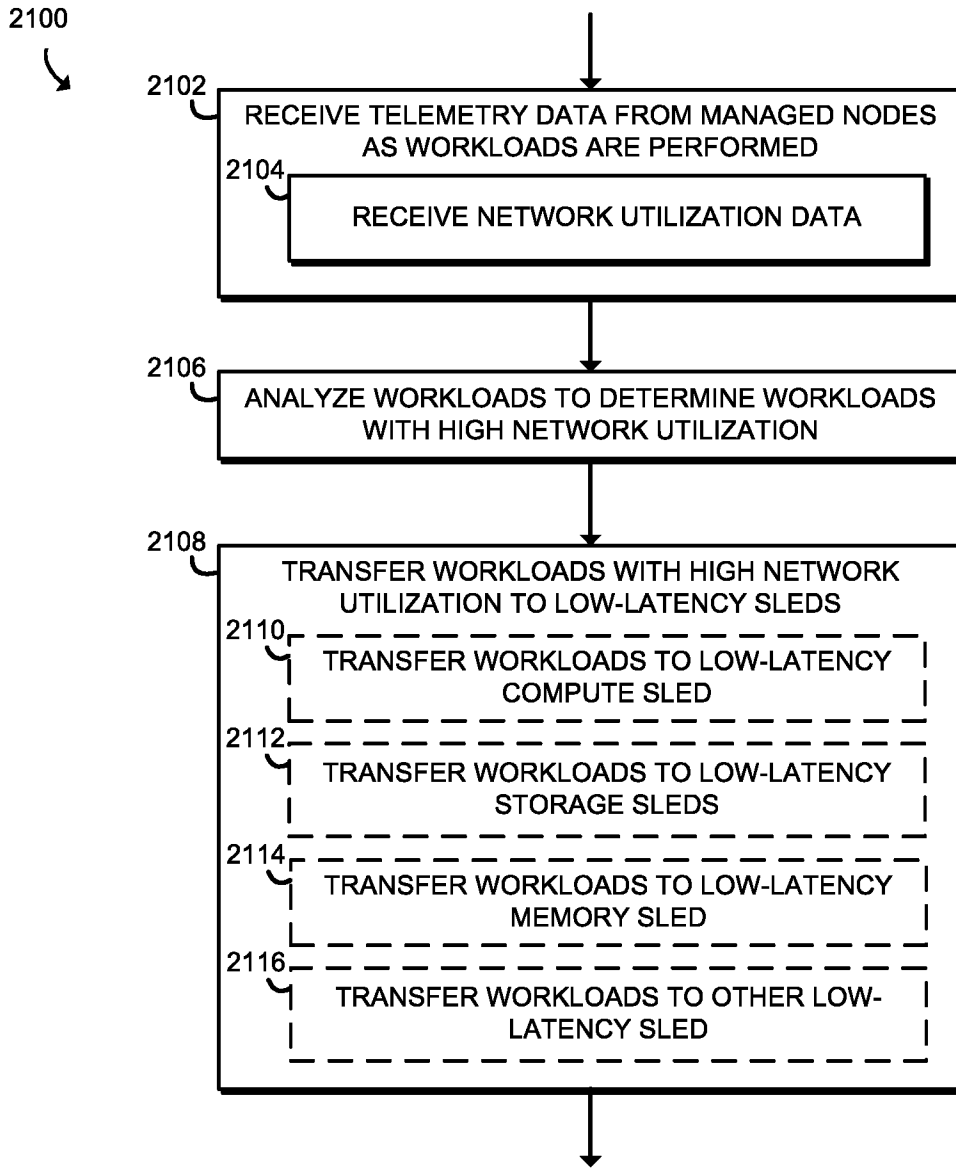 2100
2102
RECEIVE TELEMETRY DATA FROM MANAGED NODES
AS WORKLOADS ARE PERFORMED
2104
RECEIVE NETWORK UTILIZATION DATA
2106
ANALYZE WORKLOADS TO DETERMINE WORKLOADS
WITH HIGH NETWORK UTILIZATION
2108
TRANSFER WORKLOADS WITH HIGH NETWORK
UTILIZATION TO LOW-LATENCY SLEDS
2110
TRANSFER WORKLOADS TO LOW-LATENCY
COMPUTE SLED
2112
TRANSFER WORKLOADS TO LOW-LATENCY
STORAGE SLEDS
2114
TRANSFER WORKLOADS TO LOW-LATENCY
MEMORY SLED
2116
TRANSFER WORKLOADS TO OTHER LOW-
LATENCY SLED